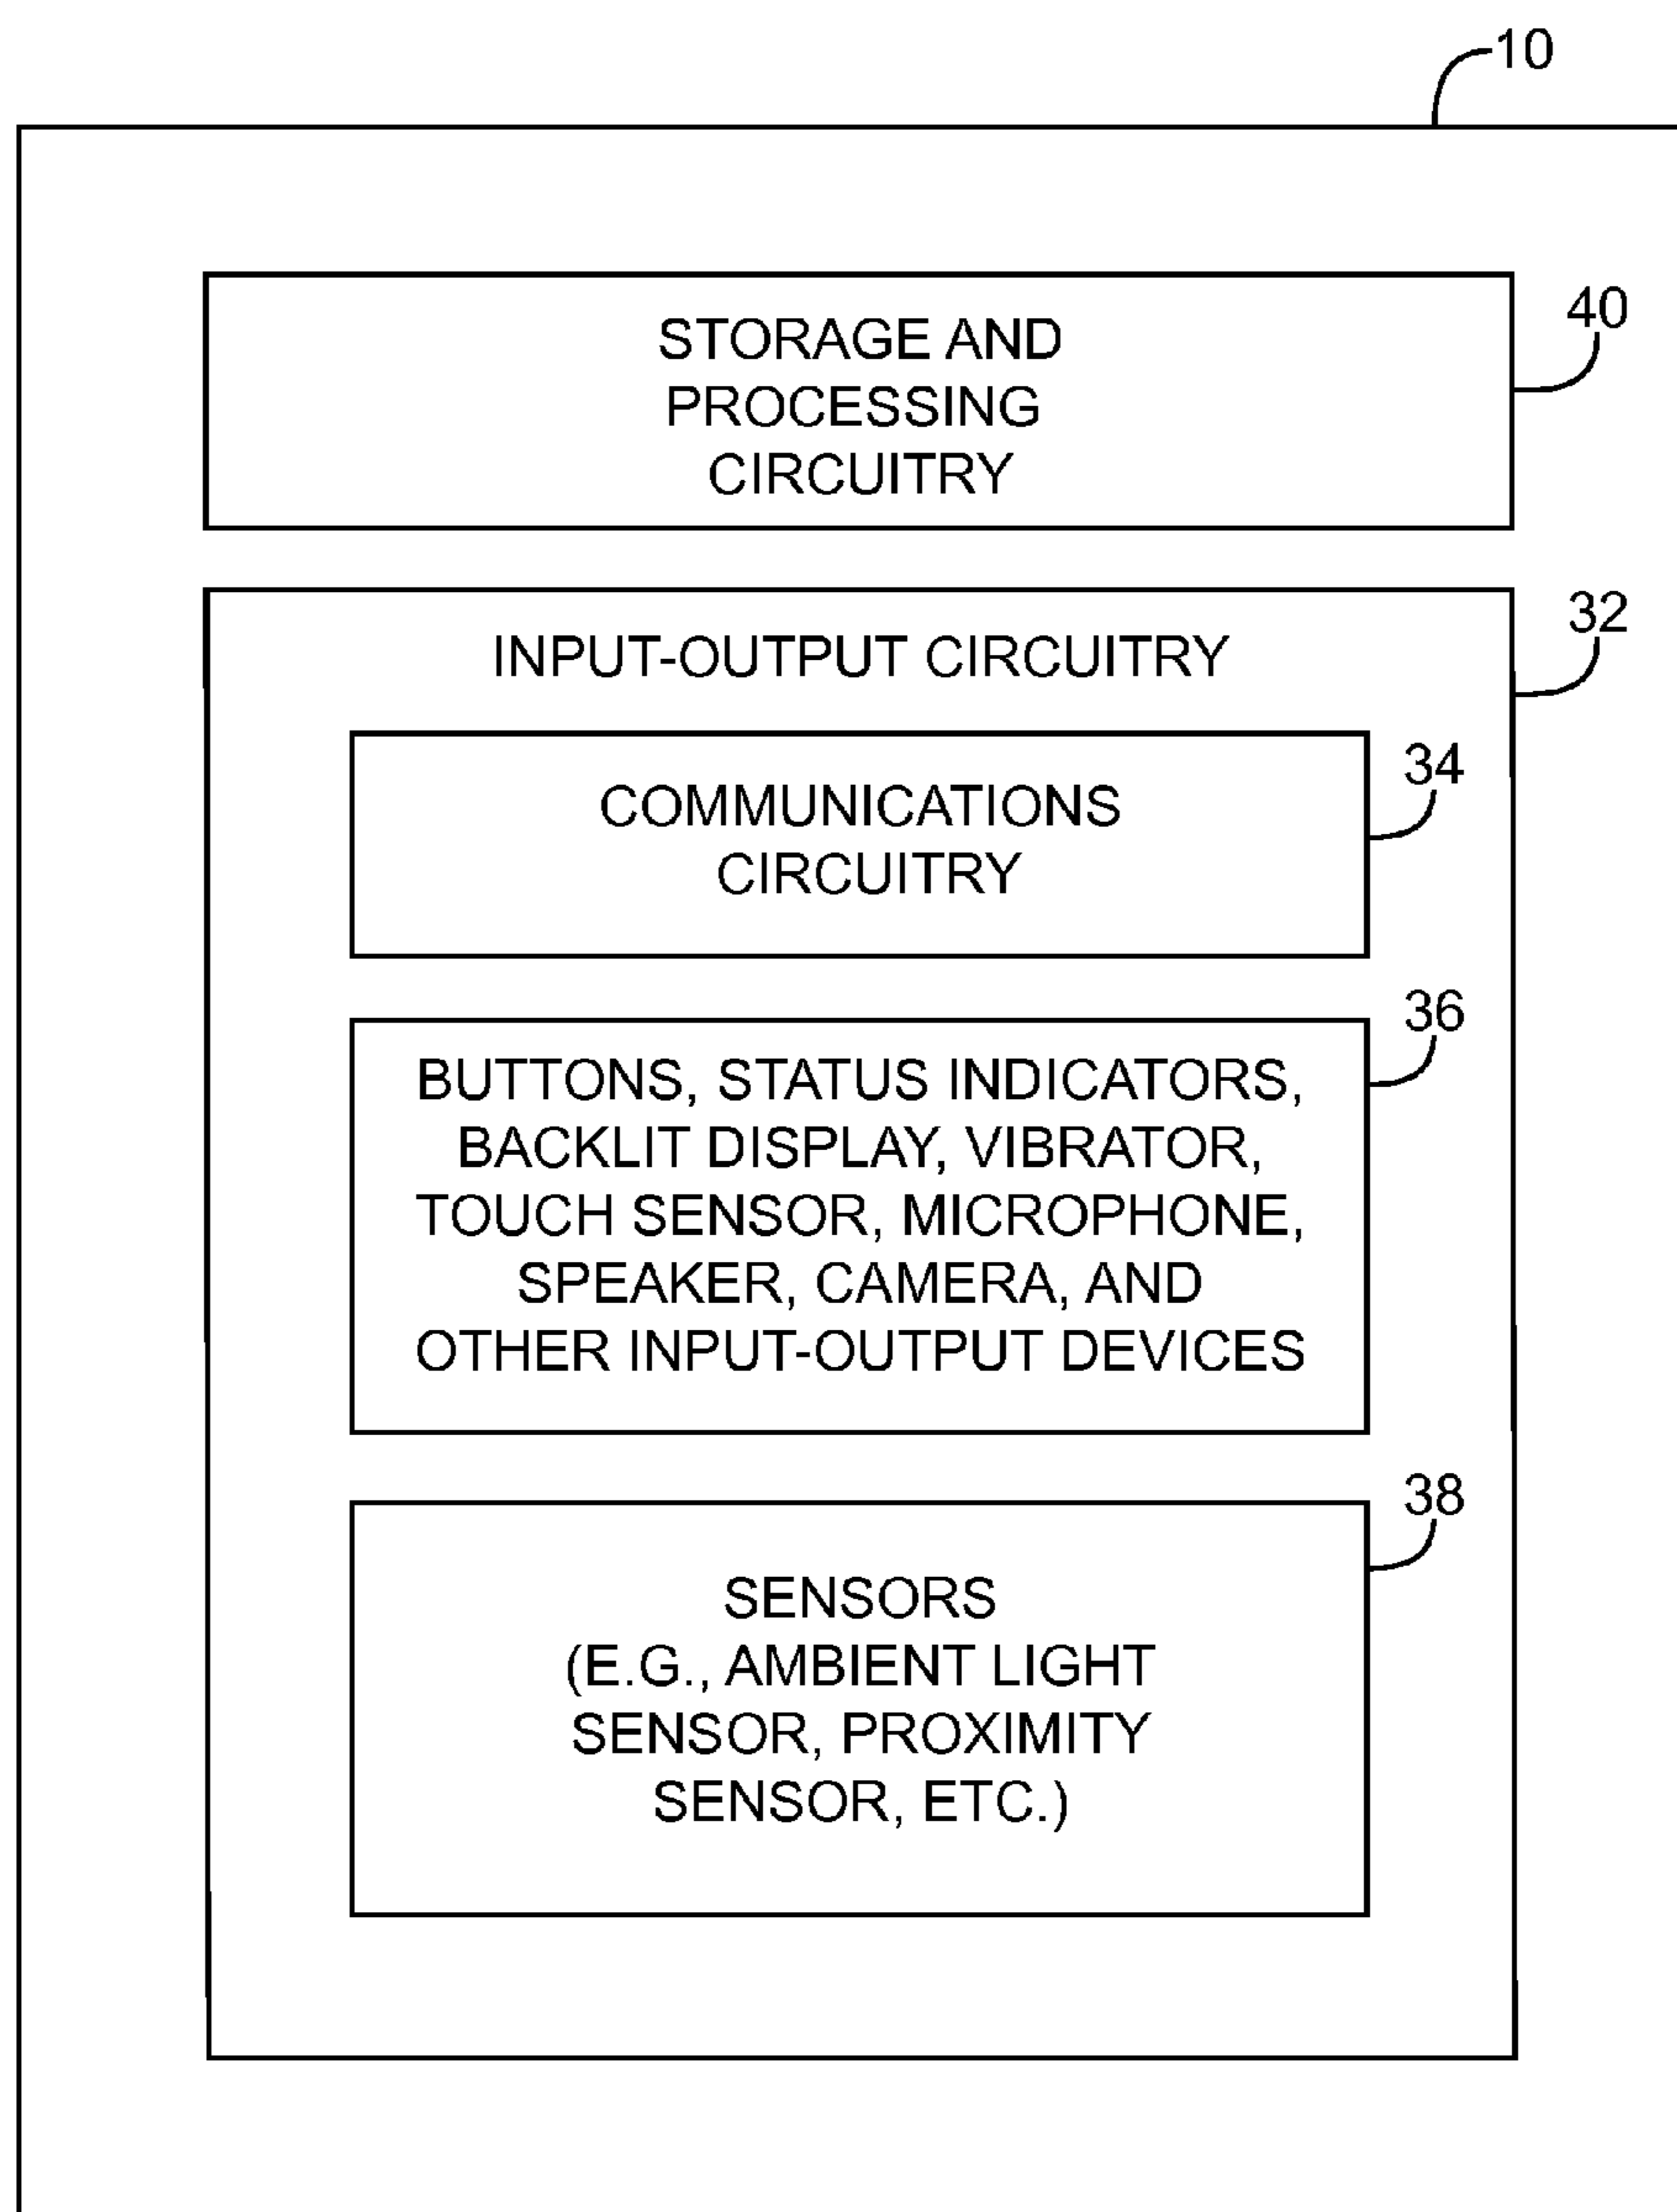 10
STORAGE AND
PROCESSING
CIRCUITRY
40
INPUT-OUTPUT CIRCUITRY
32
COMMUNICATIONS
CIRCUITRY
34
BUTTONS, STATUS INDICATORS,
BACKLIT DISPLAY, VIBRATOR,
TOUCH SENSOR, MICROPHONE,
SPEAKER, CAMERA, AND
OTHER INPUT-OUTPUT DEVICES
36
SENSORS
(E.G., AMBIENT LIGHT
SENSOR, PROXIMITY
SENSOR, ETC.)
38